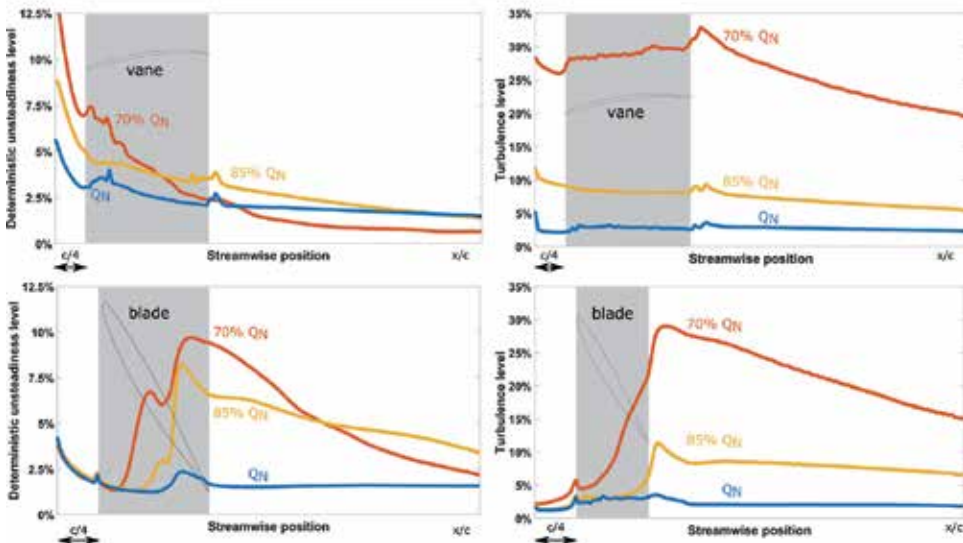 Deterministic unsteadiness level
12.5%
10%
7.5%
5%
2.5%
0%
vane
70% QN
85% QN
QN
c/4
Streamwise position
x/c
Turbulence level
35%
30%
25%
20%
15%
10%
5%
0%
vane
70% QN
85% QN
QN
c/4
Streamwise position
x/c
Deterministic unsteadiness level
12.5%
10%
7.5%
5%
2.5%
0%
blade
70% QN
85% QN
QN
c/4
Streamwise position
x/c
Turbulence level
35%
30%
25%
20%
15%
10%
5%
0%
blade
70% QN
85% QN
QN
c/4
Streamwise position
x/c